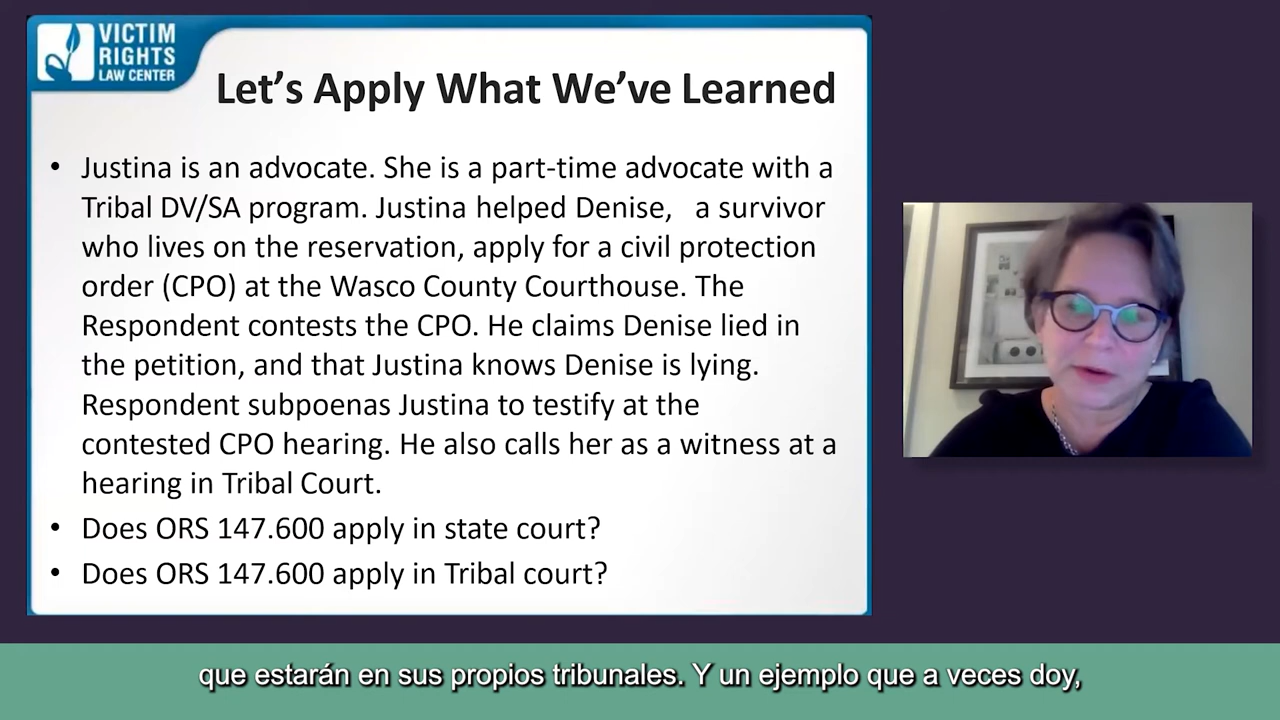 VICTIM
RIGHTS
LAW CENTER
Let's Apply What We've Learned
• Justina is an advocate. She is a part-time advocate with a
Tribal DV/SA program. Justina helped Denise, a survivor
who lives on the reservation, apply for a civil protection
order (CPO) at the Wasco County Courthouse. The
Respondent contests the CPO. He claims Denise lied in
the petition, and that Justina knows Denise is lying.
Respondent subpoenas Justina to testify at the
contested CPO hearing. He also calls her as a witness at a
hearing in Tribal Court.
• Does ORS 147.600 apply in state court?
• Does ORS 147.600 apply in Tribal court?
que estarán en sus propios tribunales. Y un ejemplo que a veces doy,